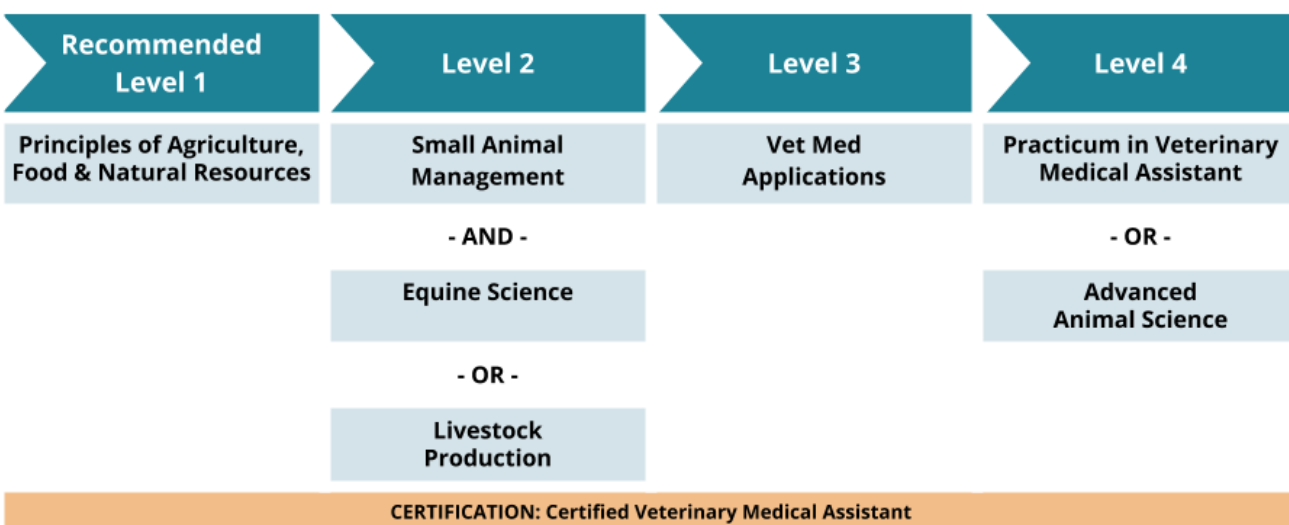 Recommended
Level 1
Level 2
Level 3
Level 4
Principles of Agriculture,
Food & Natural Resources
Small Animal
Management
Vet Med
Applications
Practicum in Veterinary
Medical Assistant
- AND -
- OR -
Equine Science
Advanced
Animal Science
- OR -
Livestock
Production
CERTIFICATION: Certified Veterinary Medical Assistant